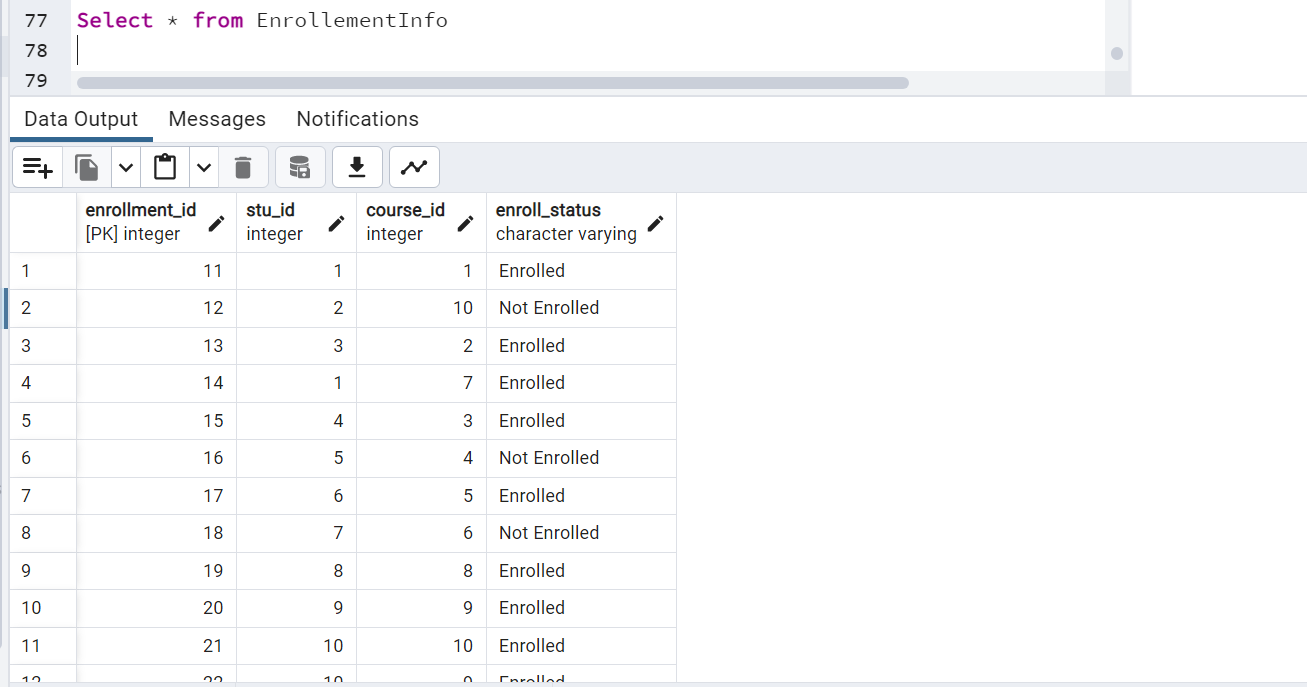 77 Select * from EnrollementInfo
78
79
Data Output Messages Notifications
enrollment_id stu_id course_id enroll_status
[PK] integer integer integer character varying
1 11 1 1 Enrolled
2 12 2 10 Not Enrolled
3 13 3 2 Enrolled
4 14 1 7 Enrolled
5 15 4 3 Enrolled
6 16 5 4 Not Enrolled
7 17 6 5 Enrolled
8 18 7 6 Not Enrolled
9 19 8 8 Enrolled
10 20 9 9 Enrolled
11 21 10 10 Enrolled